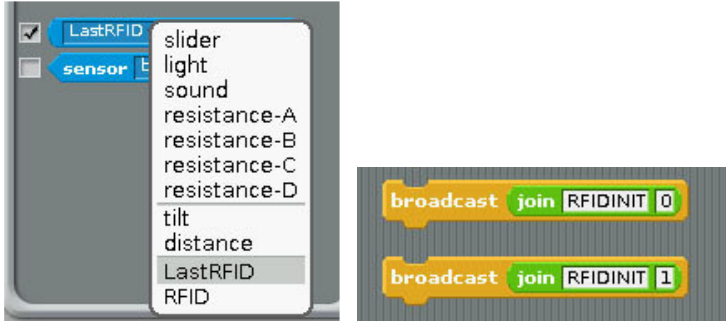 LastRFID
sensor
slider
light
sound
resistance-A
resistance-B
resistance-C
resistance-D
tilt
distance
LastRFID
RFID
broadcast join RFIDINIT 0
broadcast join RFIDINIT 1